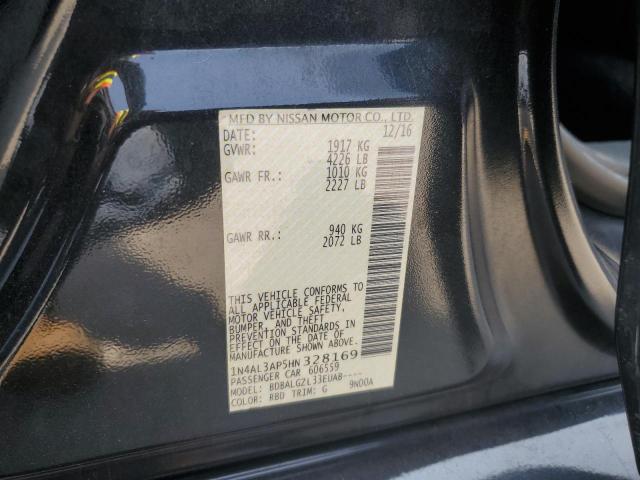 MFD BY NISSAN MOTOR CO., LTD.
DATE: 12/16
GVWR: 1917 KG
4226 LB
GAWR FR.: 1010 KG
2227 LB
GAWR RR.: 940 KG
2072 LB
THIS VEHICLE CONFORMS TO
ALL APPLICABLE FEDERAL
MOTOR VEHICLE SAFETY,
BUMPER, AND THEFT
PREVENTION STANDARDS IN
EFFECT ON THE DATE OF
MANUFACTURE SHOWN ABOVE.
1N4AL3AP5HN328169
PASSENGER CAR 606559
MODEL: BDBALGZL33EUAB----
COLOR: RBD TRIM: G 9N00A